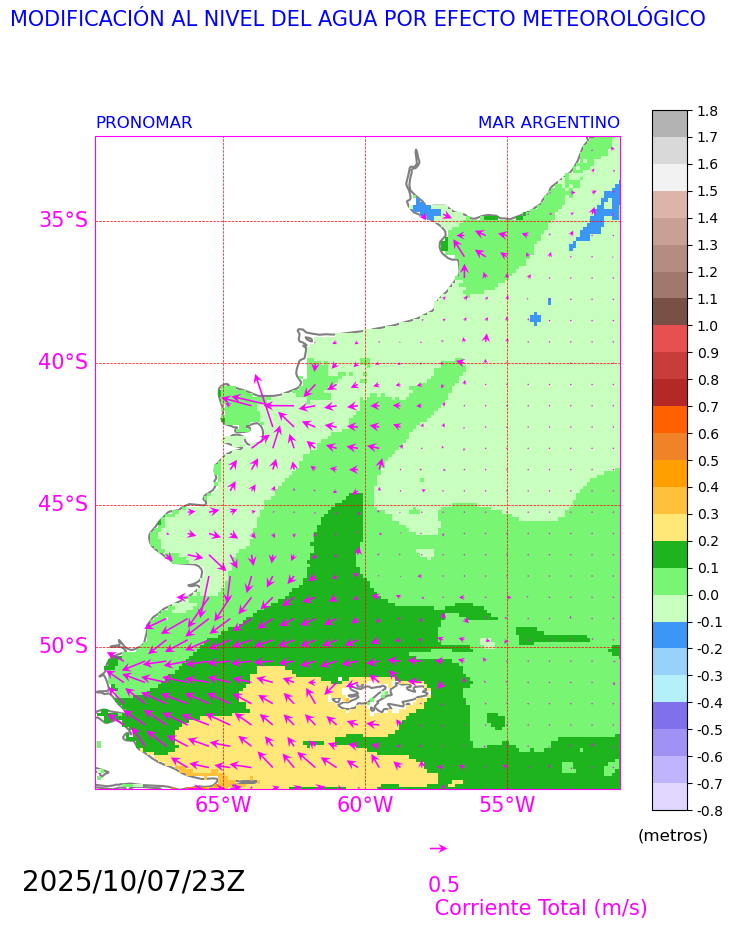 MODIFICACIÓN AL NIVEL DEL AGUA POR EFECTO METEOROLÓGICO
PRONOMAR
MAR ARGENTINO
35°S
40°S
45°S
50°S
65°W
60°W
55°W
1.8
1.7
1.6
1.5
1.4
1.3
1.2
1.1
1.0
0.9
0.8
0.7
0.6
0.5
0.4
0.3
0.2
0.1
0.0
-0.1
-0.2
-0.3
-0.4
-0.5
-0.6
-0.7
-0.8
(metros)
2025/10/07/23Z
0.5
Corriente Total (m/s)